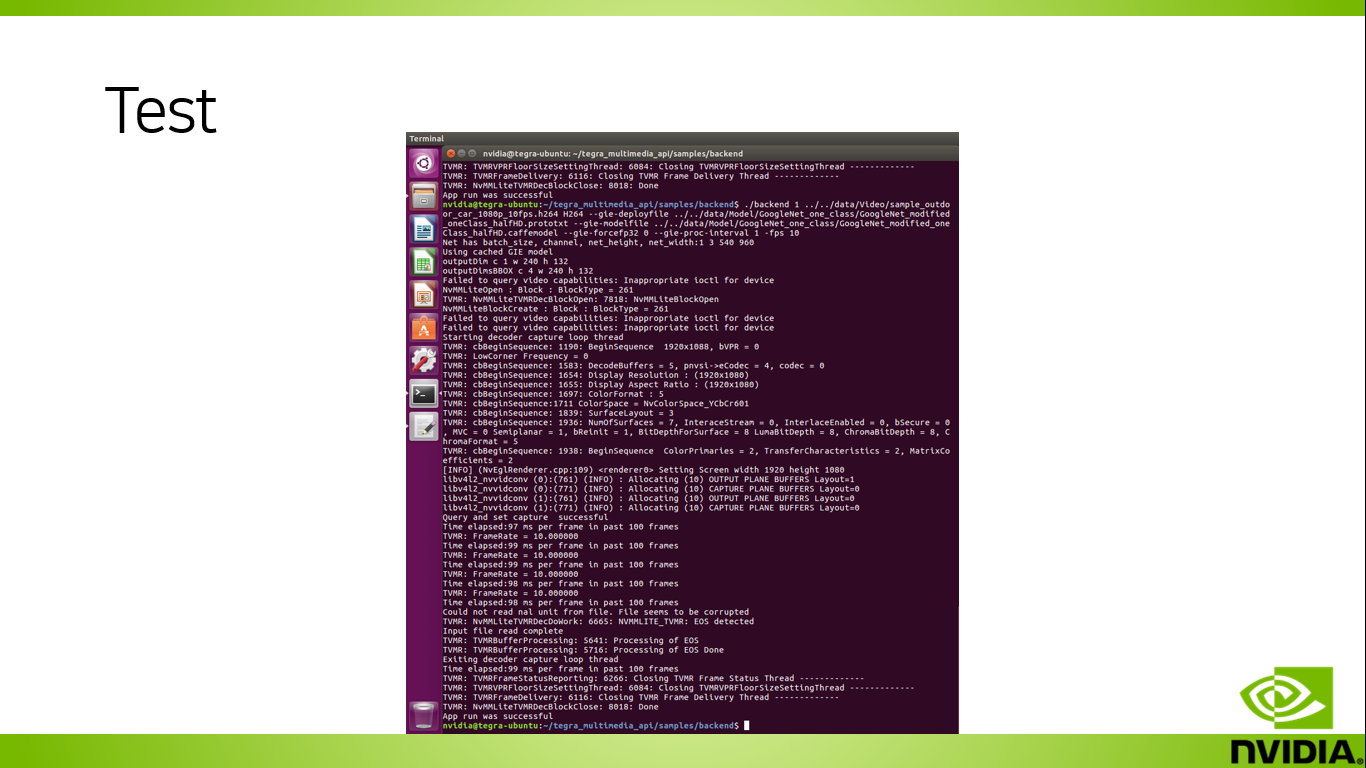 Test
Terminal
nvidia@tegra-ubuntu: ~/tegra_multimedia_api/samples/backend
TVMR: TVMRVPRFloorSizeSettingThread: 6084: Closing TVMRVPRFloorSizeSettingThread -------------
TVMR: TVMRFrameDelivery: 6116: Closing TVMR Frame Delivery Thread -------------
TVMR: NvMMLiteTVMRDecBlockClose: 8018: Done
App run was successful
nvidia@tegra-ubuntu:~/tegra_multimedia_api/samples/backend$ ./backend 1 ../../data/Video/sample_outdo
or_car_1080p_10fps.h264 H264 --gie-deployfile ../../data/Model/GoogleNet_one_class/GoogleNet_modified
_oneClass_halfHD.prototxt --gie-modelfile ../../data/Model/GoogleNet_one_class/GoogleNet_modified_one
Class_halfHD.caffemodel --gie-forcefp32 0 --gie-proc-interval 1 -fps 10
Net has batch_size, channel, net_height, net_width:1 3 540 960
Using cached GIE model
outputDim c 1 w 240 h 132
outputDimsBBOX c 4 w 240 h 132
Failed to query video capabilities: Inappropriate ioctl for device
NvMMLiteOpen : Block : BlockType = 261
TVMR: NvMMLiteTVMRDecBlockOpen: 7818: NvMMLiteBlockOpen
NvMMLiteBlockCreate : Block : BlockType = 261
Failed to query video capabilities: Inappropriate ioctl for device
Failed to query video capabilities: Inappropriate ioctl for device
Starting decoder capture loop thread
TVMR: cbBeginSequence: 1190: BeginSequence  1920x1088, bVPR = 0
TVMR: LowCorner Frequency = 0
TVMR: cbBeginSequence: 1583: DecodeBuffers = 5, pnvsi->eCodec = 4, codec = 0
TVMR: cbBeginSequence: 1654: Display Resolution : (1920x1080)
TVMR: cbBeginSequence: 1655: Display Aspect Ratio : (1920x1080)
TVMR: cbBeginSequence: 1697: ColorFormat : 5
TVMR: cbBeginSequence:1711 ColorSpace = NvColorSpace_YCbCr601
TVMR: cbBeginSequence: 1839: SurfaceLayout = 3
TVMR: cbBeginSequence: 1936: NumOfSurfaces = 7, InteraceStream = 0, InterlaceEnabled = 0, bSecure = 0
, MVC = 0 Semiplanar = 1, bReinit = 1, BitDepthForSurface = 8 LumaBitDepth = 8, ChromaBitDepth = 8, C
hromaFormat = 5
TVMR: cbBeginSequence: 1938: BeginSequence  ColorPrimaries = 2, TransferCharacteristics = 2, MatrixCo
efficients = 2
[INFO] (NvEglRenderer.cpp:109) <renderer0> Setting Screen width 1920 height 1080
libv4l2_nvvidconv (0):(761) (INFO) : Allocating (10) OUTPUT PLANE BUFFERS Layout=1
libv4l2_nvvidconv (0):(771) (INFO) : Allocating (10) CAPTURE PLANE BUFFERS Layout=0
libv4l2_nvvidconv (1):(761) (INFO) : Allocating (10) OUTPUT PLANE BUFFERS Layout=0
libv4l2_nvvidconv (1):(771) (INFO) : Allocating (10) CAPTURE PLANE BUFFERS Layout=0
Query and set capture  successful
Time elapsed:97 ms per frame in past 100 frames
TVMR: FrameRate = 10.000000
Time elapsed:99 ms per frame in past 100 frames
TVMR: FrameRate = 10.000000
Time elapsed:99 ms per frame in past 100 frames
TVMR: FrameRate = 10.000000
Time elapsed:98 ms per frame in past 100 frames
TVMR: FrameRate = 10.000000
Time elapsed:98 ms per frame in past 100 frames
Could not read nal unit from file. File seems to be corrupted
TVMR: NvMMLiteTVMRDecDoWork: 6665: NVMMLITE_TVMR: EOS detected
Input file read complete
TVMR: TVMRBufferProcessing: 5641: Processing of EOS
TVMR: TVMRBufferProcessing: 5716: Processing of EOS Done
Exiting decoder capture loop thread
Time elapsed:99 ms per frame in past 100 frames
TVMR: TVMRFrameStatusReporting: 6266: Closing TVMR Frame Status Thread -------------
TVMR: TVMRVPRFloorSizeSettingThread: 6084: Closing TVMRVPRFloorSizeSettingThread -------------
TVMR: TVMRFrameDelivery: 6116: Closing TVMR Frame Delivery Thread -------------
TVMR: NvMMLiteTVMRDecBlockClose: 8018: Done
App run was successful
nvidia@tegra-ubuntu:~/tegra_multimedia_api/samples/backend$
NVIDIA.